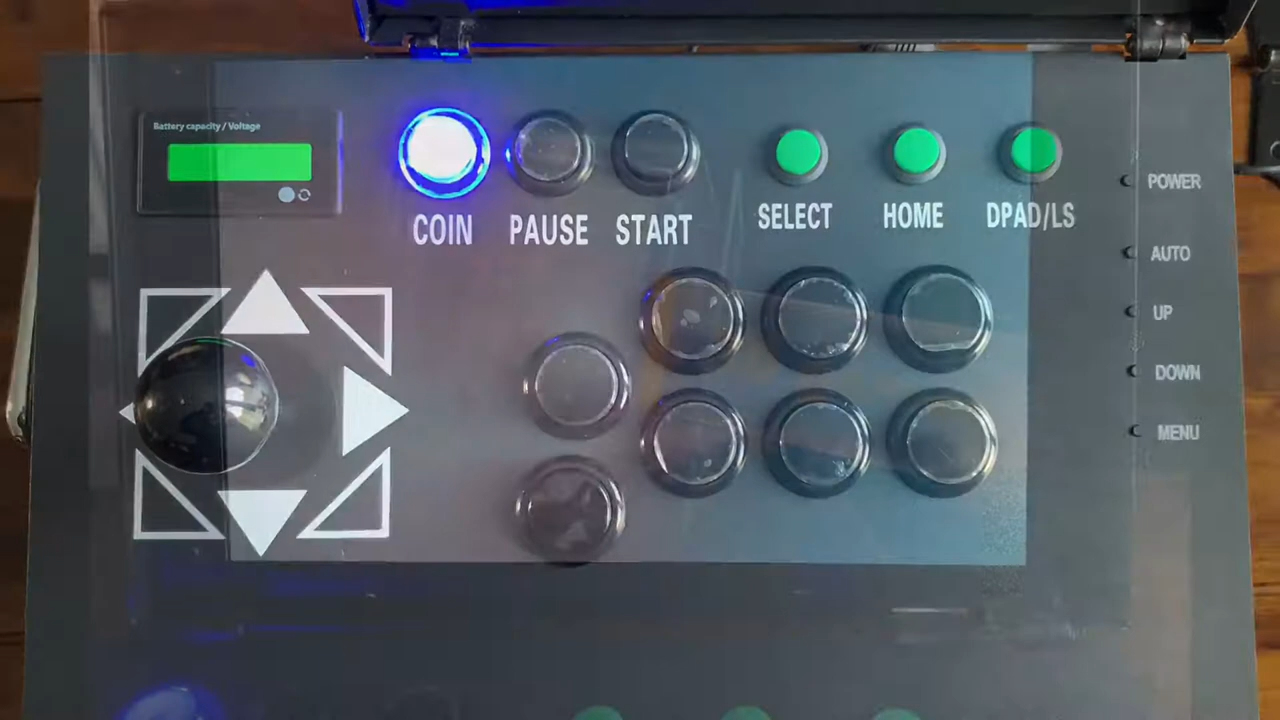 Battery capacity / Voltage
COIN PAUSE START SELECT HOME DPAD/LS
POWER
AUTO
UP
DOWN
MENU